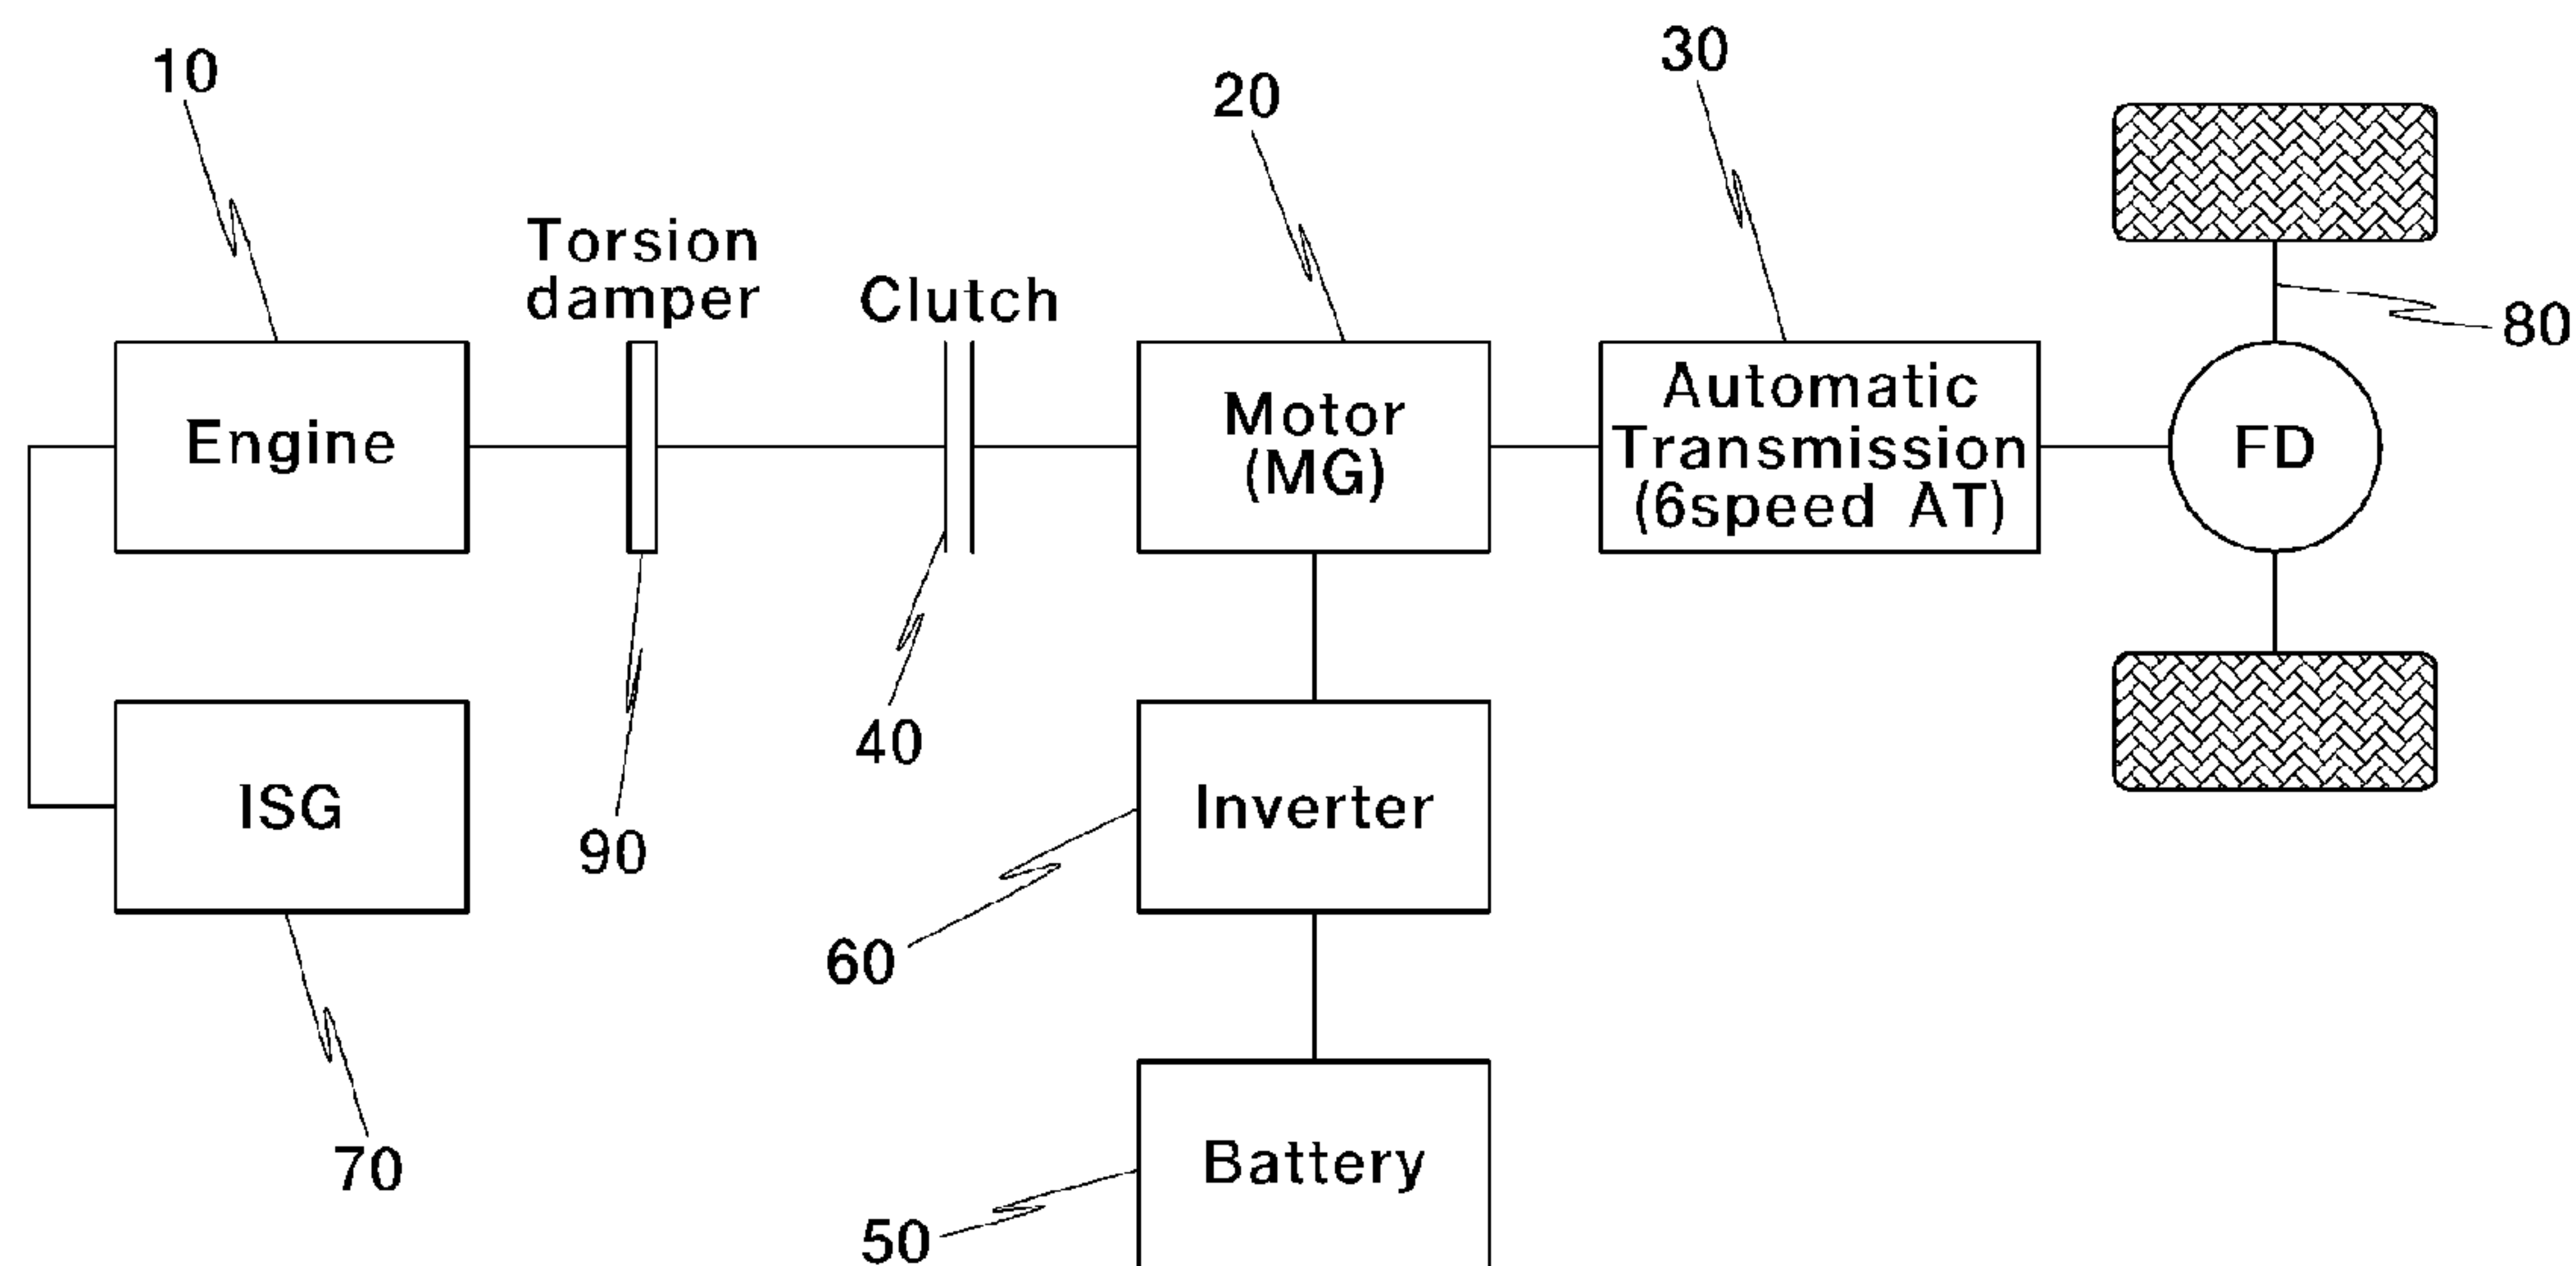 10
20
30
Torsion
damper
Clutch
80
Engine
Motor
(MG)
Automatic
Transmission
(6speed AT)
FD
40
ISG
90
Inverter
60
70
Battery
50